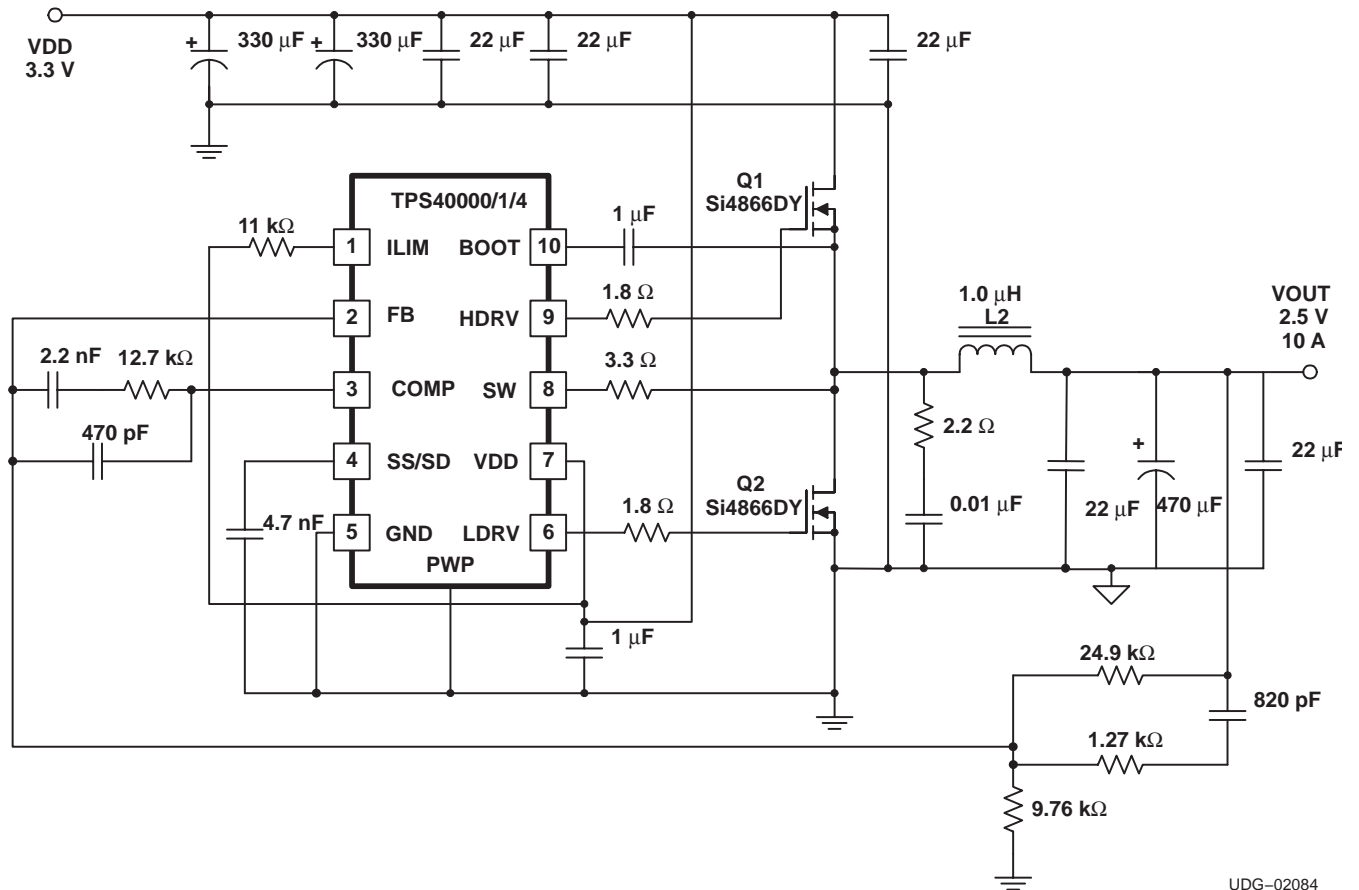 VDD
3.3 V
330 µF
330 µF
22 µF
22 µF
22 µF
TPS40000/1/4
Q1
Si4866DY
11 kΩ
1 µF
1 ILIM BOOT 10
1.8 Ω
2 FB HDRV 9
1.0 µH
L2
VOUT
2.5 V
10 A
2.2 nF 12.7 kΩ
3.3 Ω
3 COMP SW 8
470 pF
2.2 Ω
22 µF
4 SS/SD VDD 7
Q2
Si4866DY
4.7 nF
1.8 Ω
0.01 µF
22 µF
470 µF
5 GND LDRV 6
PWP
1 µF
24.9 kΩ
820 pF
1.27 kΩ
9.76 kΩ
UDG–02084